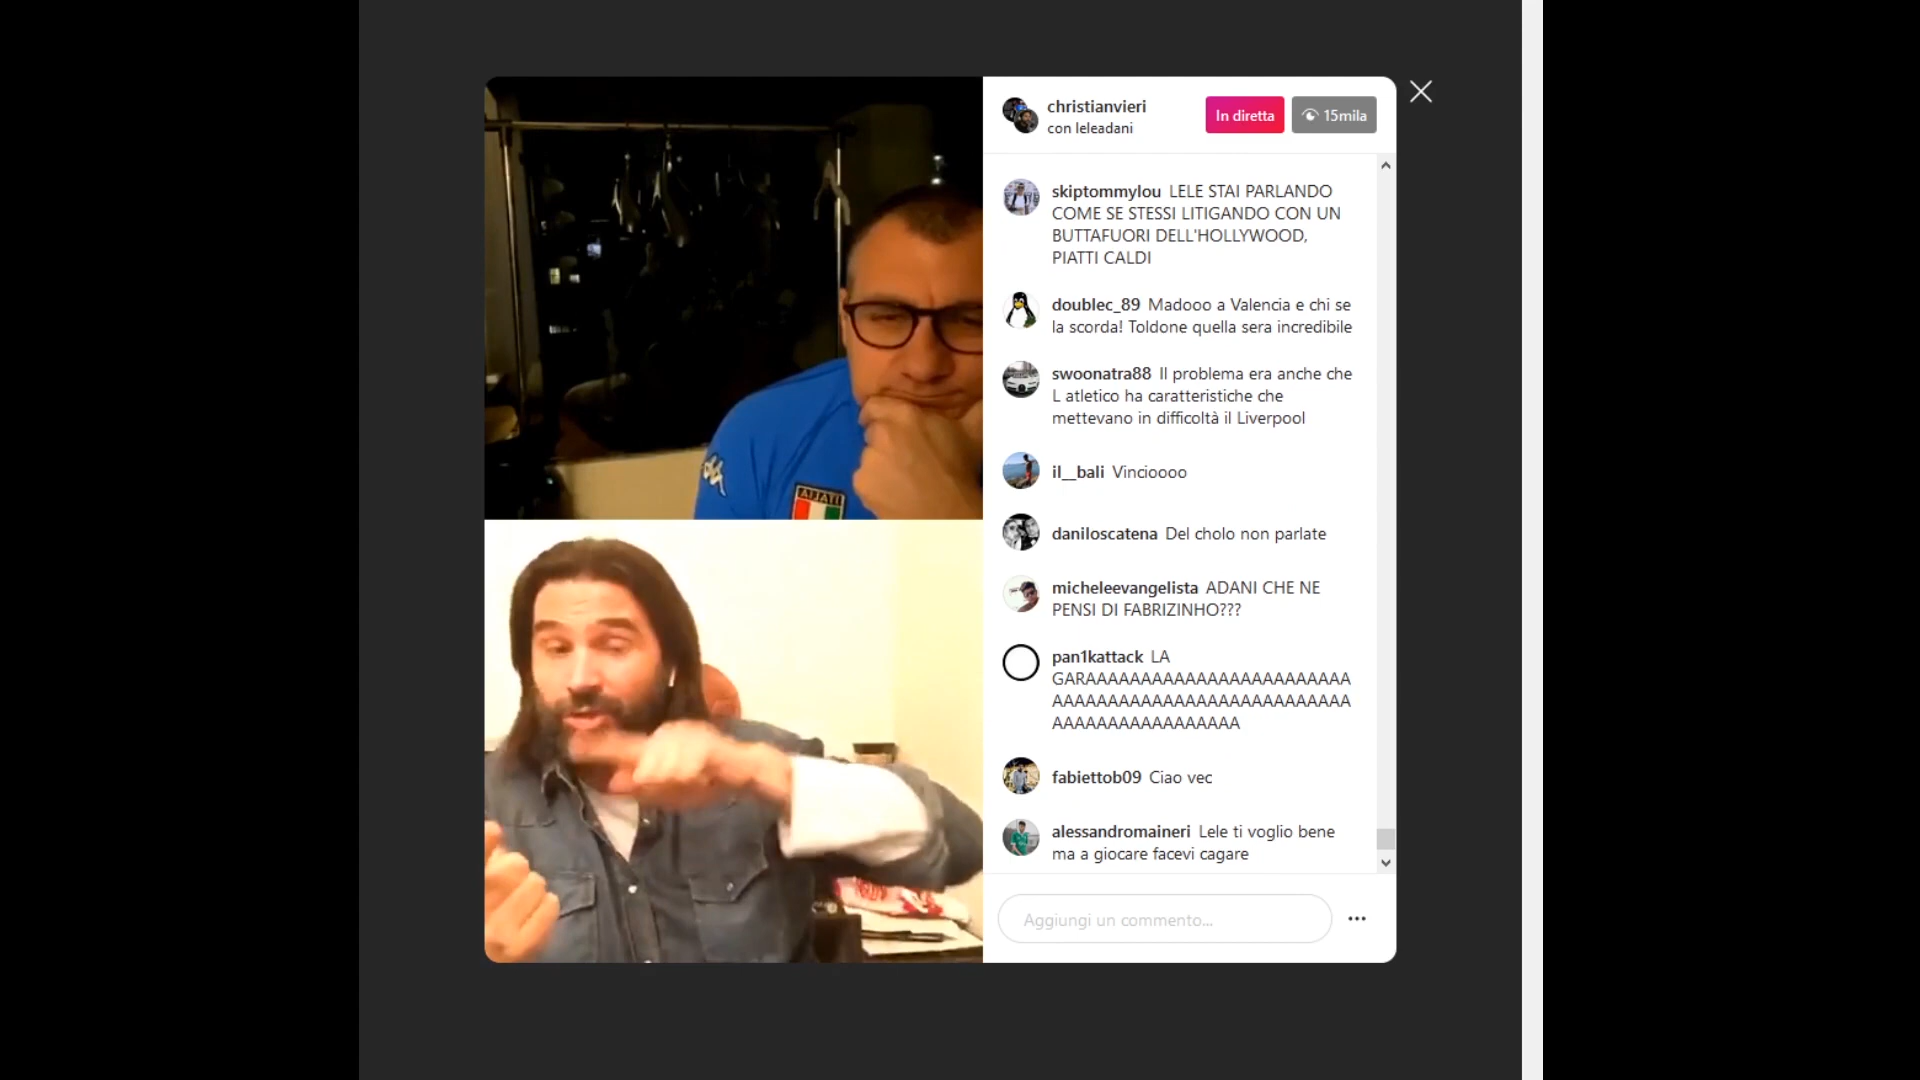 christianvieri
con leleadani
In diretta
15mila
skiptommylou LELE STAI PARLANDO
COME SE STESSI LITIGANDO CON UN
BUTTAFUORI DELL'HOLLYWOOD,
PIATTI CALDI
doublec_89 Madooo a Valencia e chi se
la scorda! Toldone quella sera incredibile
swoonatra88 Il problema era anche che
L atletico ha caratteristiche che
mettevano in difficoltà il Liverpool
il__bali Vincioooo
daniloscatena Del cholo non parlate
micheleevangelista ADANI CHE NE
PENSI DI FABRIZINHO???
pan1kattack LA
GARAAAAAAAAAAAAAAAAAAAAAAAA
AAAAAAAAAAAAAAAAAAAAAAAAAAA
AAAAAAAAAAAAAAAAA
fabiettob09 Ciao vec
alessandromaineri Lele ti voglio bene
ma a giocare facevi cagare
Aggiungi un commento...